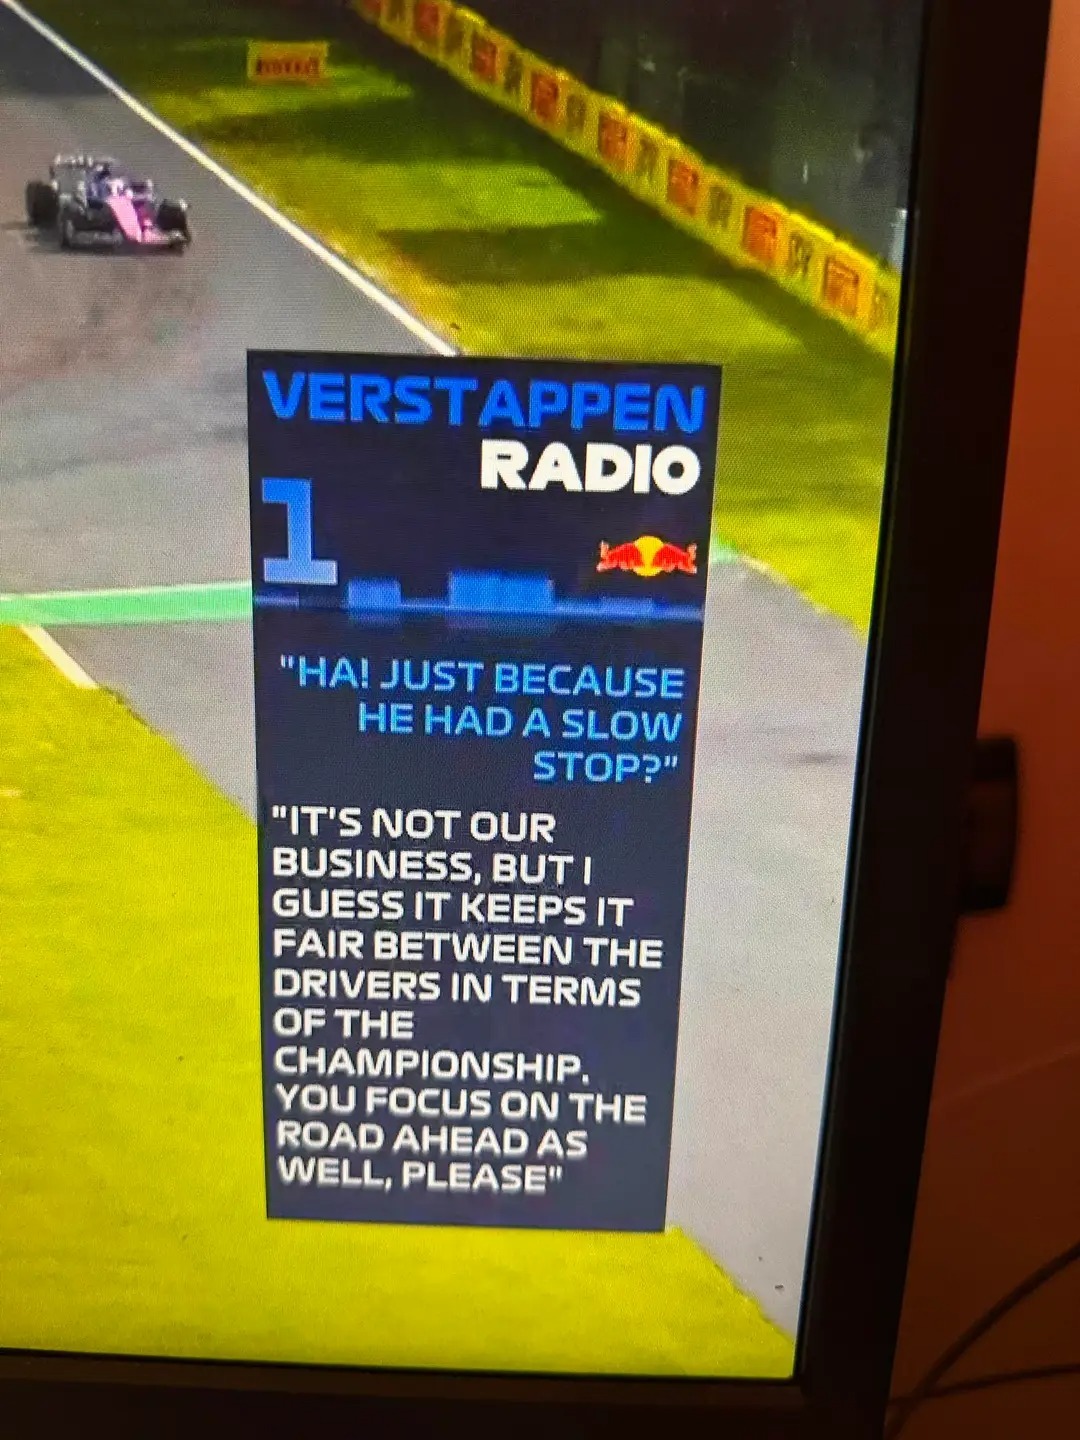 PIRELLI
VERSTAPPEN
RADIO
1
"HA! JUST BECAUSE
HE HAD A SLOW
STOP?"
"IT'S NOT OUR
BUSINESS, BUT I
GUESS IT KEEPS IT
FAIR BETWEEN THE
DRIVERS IN TERMS
OF THE
CHAMPIONSHIP.
YOU FOCUS ON THE
ROAD AHEAD AS
WELL, PLEASE"